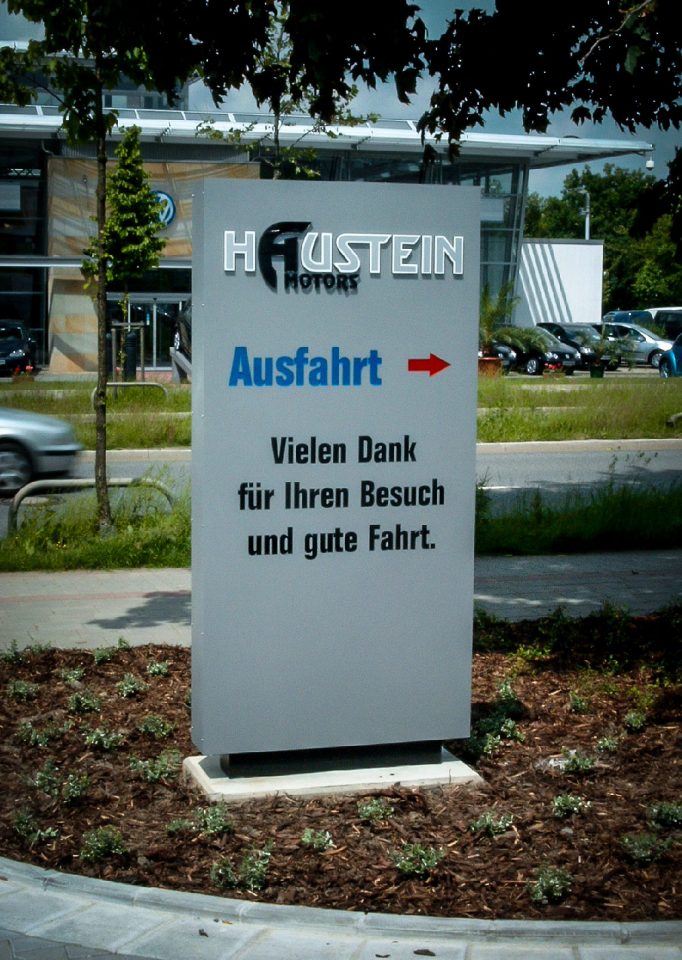 HAUSTEIN
MOTORS
Ausfahrt
Vielen Dank
für Ihren Besuch
und gute Fahrt.